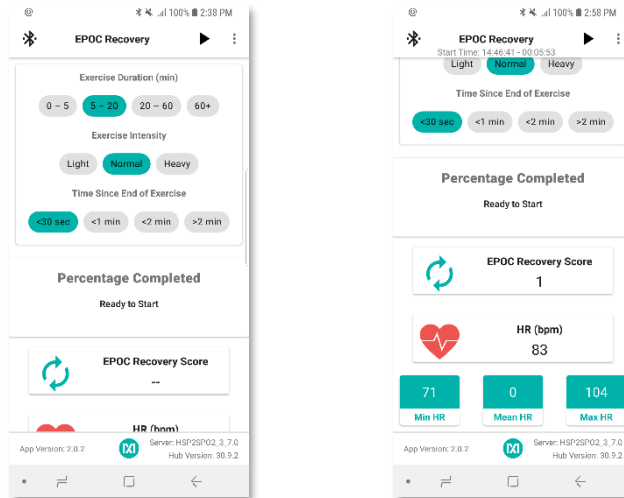 100% 2:38 PM
EPOC Recovery
Exercise Duration (min)
0 – 5 5 – 20 20 – 60 60+
Exercise Intensity
Light Normal Heavy
Time Since End of Exercise
<30 sec <1 min <2 min >2 min
Percentage Completed
Ready to Start
EPOC Recovery Score
--
HR (bpm)
App Version: 2.0.2
Server: HSP2SPO2_3_7.0
Hub Version: 30.9.2
100% 2:58 PM
EPOC Recovery
Start Time: 14:46:41 - 00:05:53
Light Normal Heavy
Time Since End of Exercise
<30 sec <1 min <2 min >2 min
Percentage Completed
Ready to Start
EPOC Recovery Score
1
HR (bpm)
83
71 0 104
Min HR Mean HR Max HR
App Version: 2.0.2
Server: HSP2SPO2_3_7.0
Hub Version: 30.9.2